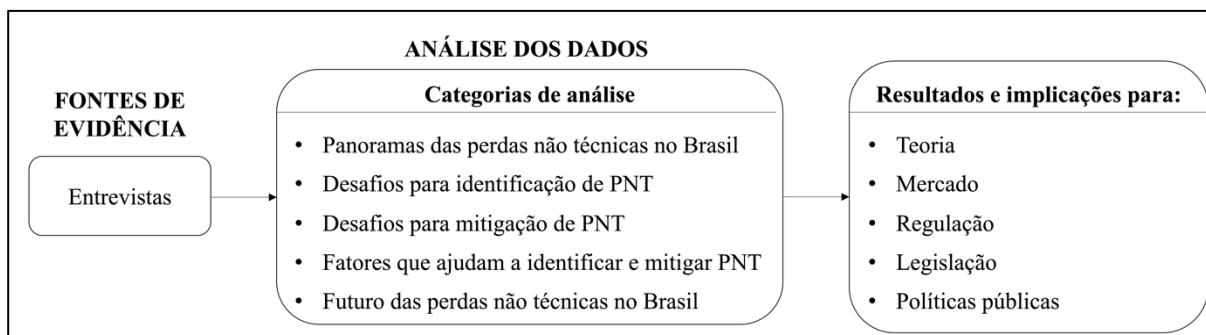 FONTES DE
EVIDÊNCIA
Entrevistas
ANÁLISE DOS DADOS
Categorias de análise
• Panoramas das perdas não técnicas no Brasil
• Desafios para identificação de PNT
• Desafios para mitigação de PNT
• Fatores que ajudam a identificar e mitigar PNT
• Futuro das perdas não técnicas no Brasil
Resultados e implicações para:
• Teoria
• Mercado
• Regulação
• Legislação
• Políticas públicas